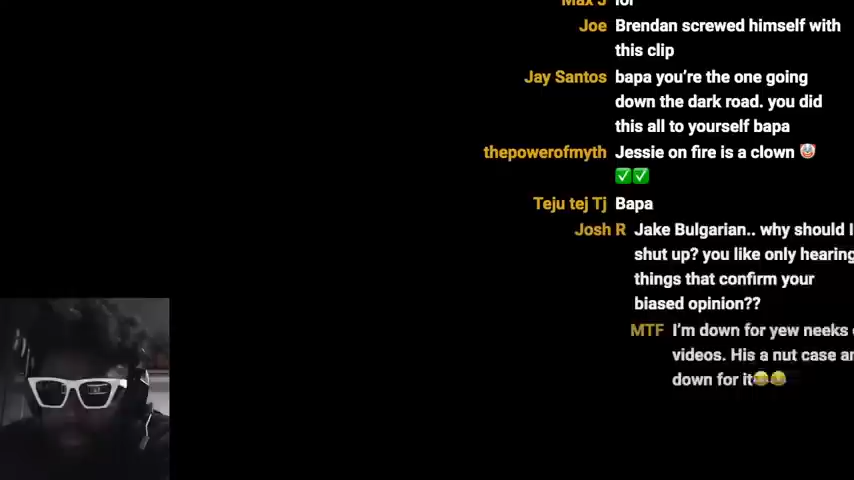 Max J lol
Joe Brendan screwed himself with
this clip
Jay Santos bapa you're the one going
down the dark road. you did
this all to yourself bapa
thepowerofmyth Jessie on fire is a clown 🤡
✅✅
Teju tej Tj Bapa
Josh R Jake Bulgarian.. why should I
shut up? you like only hearing
things that confirm your
biased opinion??
MTF I'm down for yew neeks
videos. His a nut case
down for it😂😂